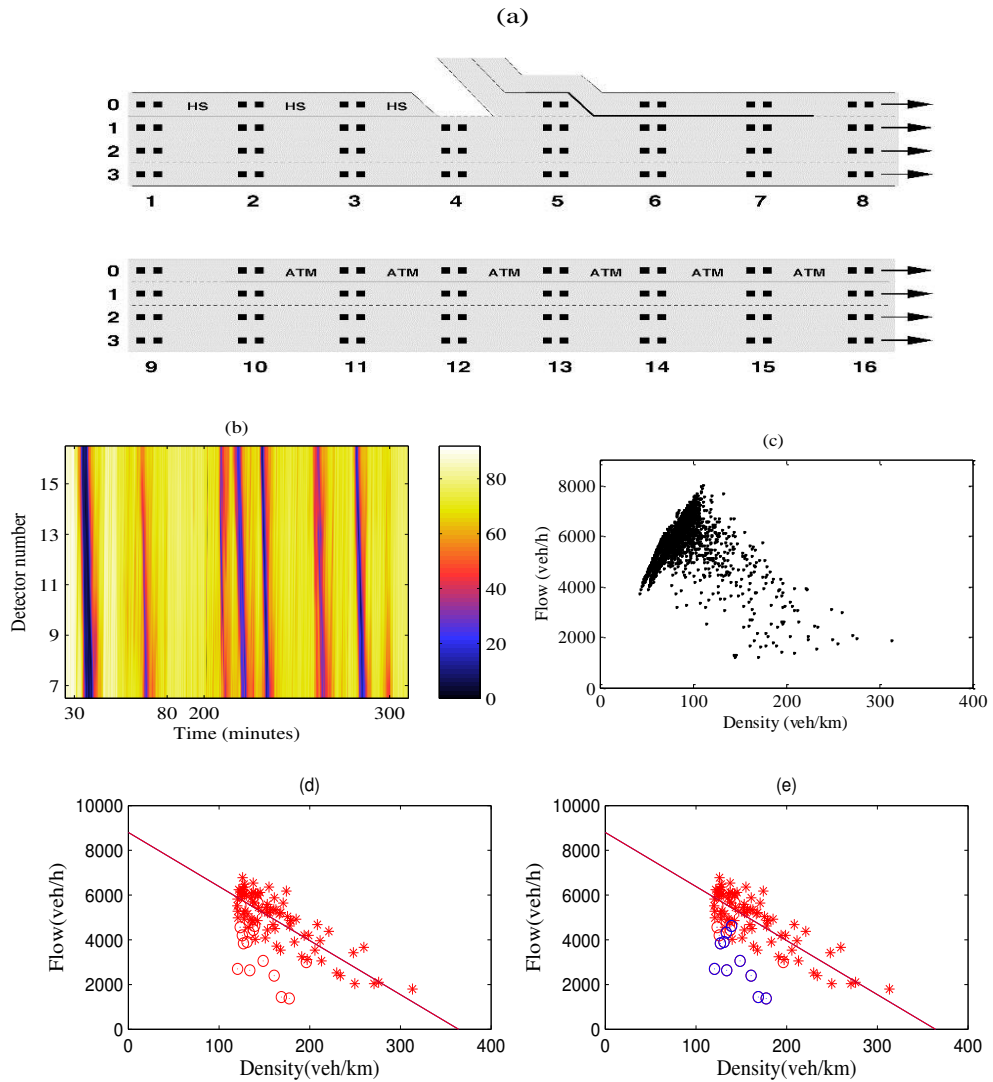 (a)
0 HS HS HS
1
2
3
1 2 3 4 5 6 7 8
0 ATM ATM ATM ATM ATM ATM
1
2
3
9 10 11 12 13 14 15 16
(b)
15
13
11
9
7
Detector number
30 80 200 300
Time (minutes)
80
60
40
20
0
(c)
8000
6000
4000
2000
0
Flow (veh/h)
0 100 200 300 400
Density (veh/km)
(d)
10000
8000
6000
4000
2000
0
Flow(veh/h)
0 100 200 300 400
Density(veh/km)
(e)
10000
8000
6000
4000
2000
0
Flow(veh/h)
0 100 200 300 400
Density(veh/km)